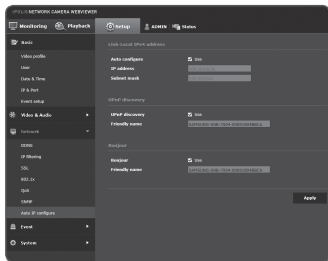 iPOLiS NETWORK CAMERA WEBVIEWER
Monitoring Playback Setup ADMIN Status
Basic
Video profile
User
Date & Time
IP & Port
Event setup
Video & Audio
Network
DDNS
IP filtering
SSL
802.1x
QoS
SNMP
Auto IP configure
Event
System
Link-Local IPv4 address
Auto configure Use
IP address
Subnet mask
UPnP discovery
UPnP discovery Use
Friendly name
Bonjour
Bonjour Use
Friendly name
Apply